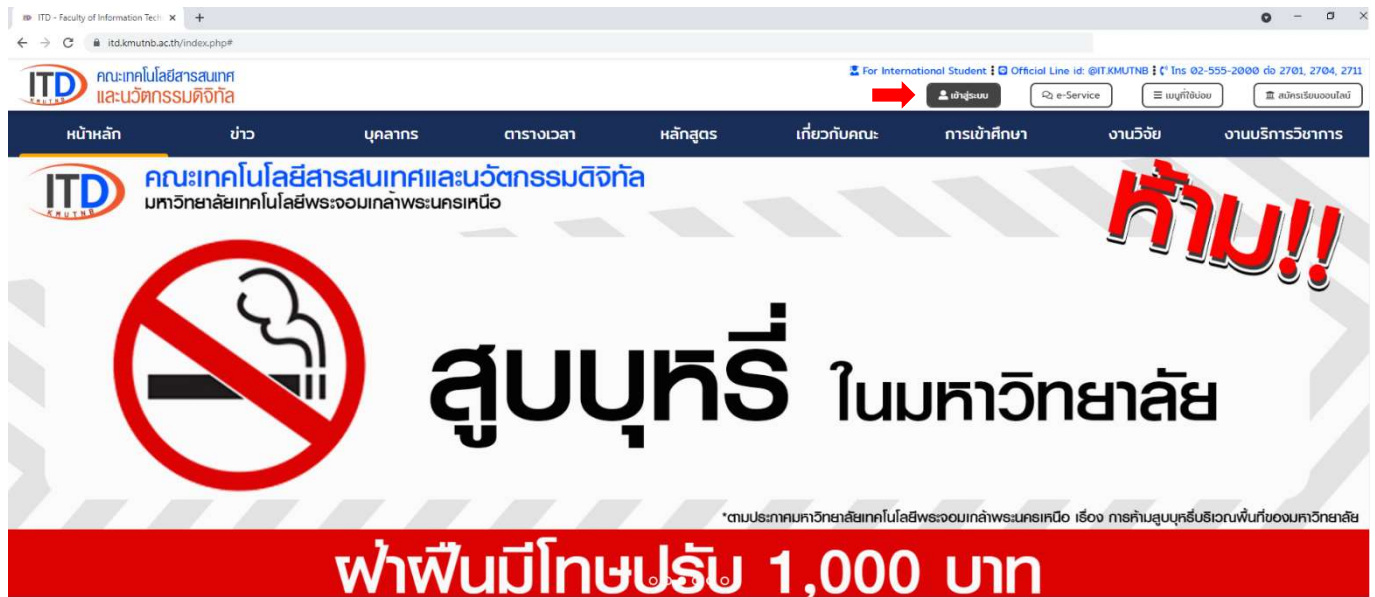 ITD - Faculty of Information Tech
itd.kmutnb.ac.th/index.php#
ITD
KMUTNB
คณะเทคโนโลยีสารสนเทศ
และนวัตกรรมดิจิทัล
For International Student Official Line id: @IT.KMUTNB โทร 02-555-2000 ต่อ 2701, 2704, 2711
เข้าสู่ระบบ e-Service เมนูที่ใช้บ่อย สมัครเรียนออนไลน์
หน้าหลัก ข่าว บุคลากร ตารางเวลา หลักสูตร เกี่ยวกับคณะ การเข้าศึกษา งานวิจัย งานบริการวิชาการ
ITD
KMUTNB
คณะเทคโนโลยีสารสนเทศและนวัตกรรมดิจิทัล
มหาวิทยาลัยเทคโนโลยีพระจอมเกล้าพระนครเหนือ
ห้าม!!
สูบบุหรี่ ในมหาวิทยาลัย
*ตามประกาศมหาวิทยาลัยเทคโนโลยีพระจอมเกล้าพระนครเหนือ เรื่อง การห้ามสูบบุหรี่บริเวณพื้นที่ของมหาวิทยาลัย
ฝ่าฝืนมีโทษปรับ 1,000 บาท